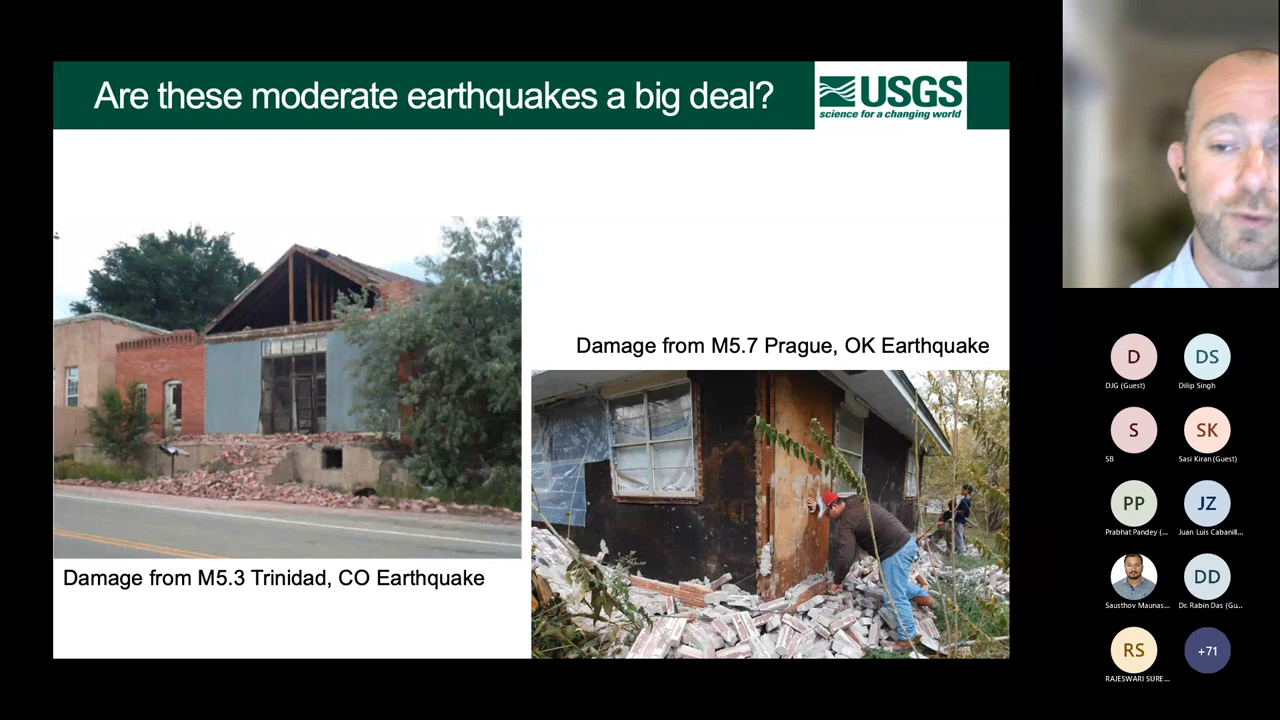 Are these moderate earthquakes a big deal?
USGS
science for a changing world
Damage from M5.7 Prague, OK Earthquake
Damage from M5.3 Trinidad, CO Earthquake
D
DS
DJG (Guest)
Dilip Singh
S
SK
SB
Sasi Kiran (Guest)
PP
JZ
Prabhat Pandey (...
Juan Luis Cabanill...
DD
Sausthov Maunas...
Dr. Rabin Das (Gu...
RS
+71
RAJESWARI SURE...